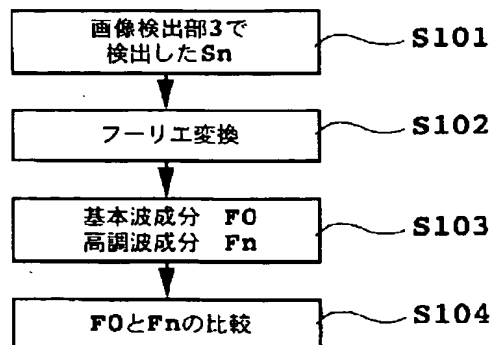 画像検出部3で
検出したSn
S101
フーリエ変換
S102
基本波成分 F0
高調波成分 Fn
S103
F0とFnの比較
S104